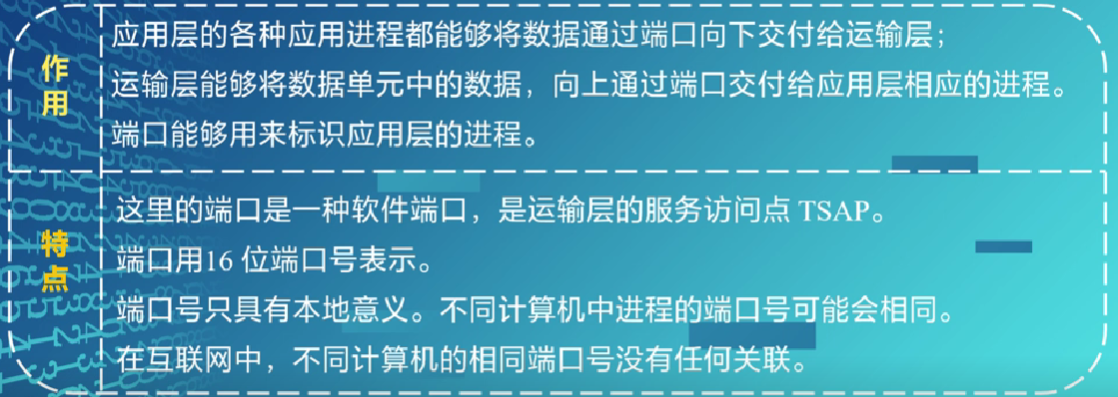 作用
应用层的各种应用进程都能够将数据通过端口向下交付给运输层；
运输层能够将数据单元中的数据，向上通过端口交付给应用层相应的进程。
端口能够用来标识应用层的进程。
特点
这里的端口是一种软件端口，是运输层的服务访问点 TSAP。
端口用16 位端口号表示。
端口号只具有本地意义。不同计算机中进程的端口号可能会相同。
在互联网中，不同计算机的相同端口号没有任何关联。